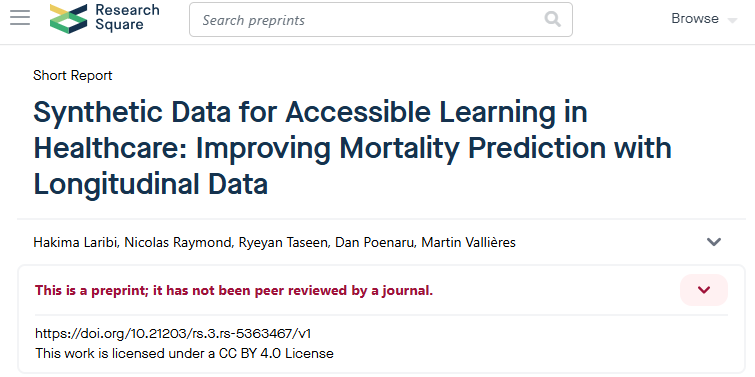 Research
Square
Search preprints
Browse
Short Report
Synthetic Data for Accessible Learning in
Healthcare: Improving Mortality Prediction with
Longitudinal Data
Hakima Laribi, Nicolas Raymond, Ryeyan Taseen, Dan Poenaru, Martin Vallières
This is a preprint; it has not been peer reviewed by a journal.
https://doi.org/10.21203/rs.3.rs-5363467/v1
This work is licensed under a CC BY 4.0 License